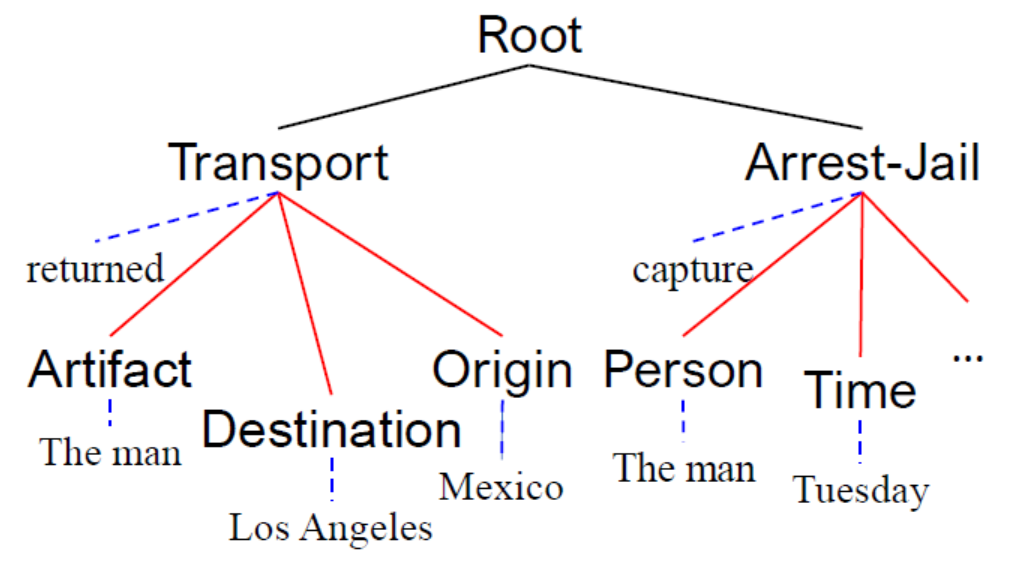 Root
Transport
Arrest-Jail
returned
capture
Artifact
Destination
Origin
Person
Time
...
The man
Los Angeles
Mexico
The man
Tuesday